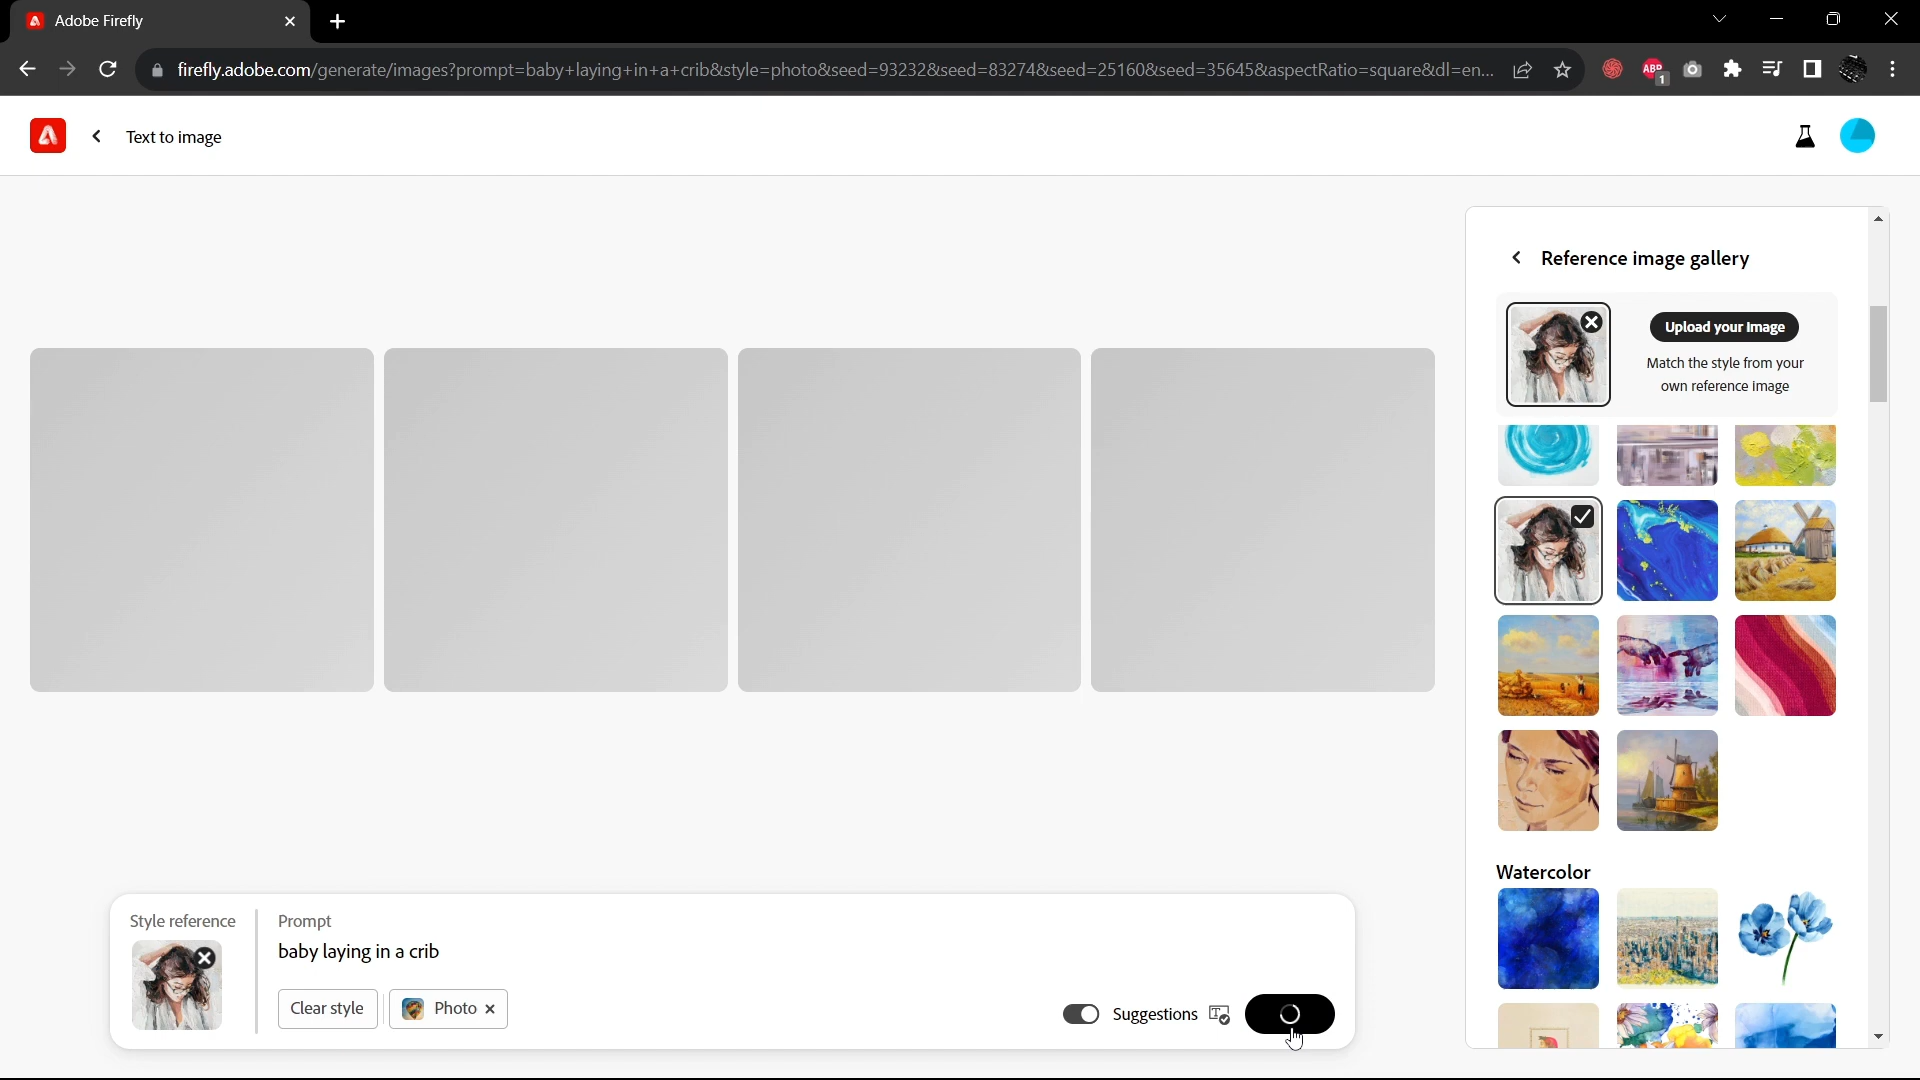 Adobe Firefly
firefly.adobe.com/generate/images?prompt=baby+laying+in+a+crib&style=photo&seed=93232&seed=83274&seed=25160&seed=35645&aspectRatio=square&dl=en...
ABP
1
Text to image
Reference image gallery
Upload your image
Match the style from your
own reference image
Watercolor
Style reference
Prompt
baby laying in a crib
Clear style
Photo
Suggestions